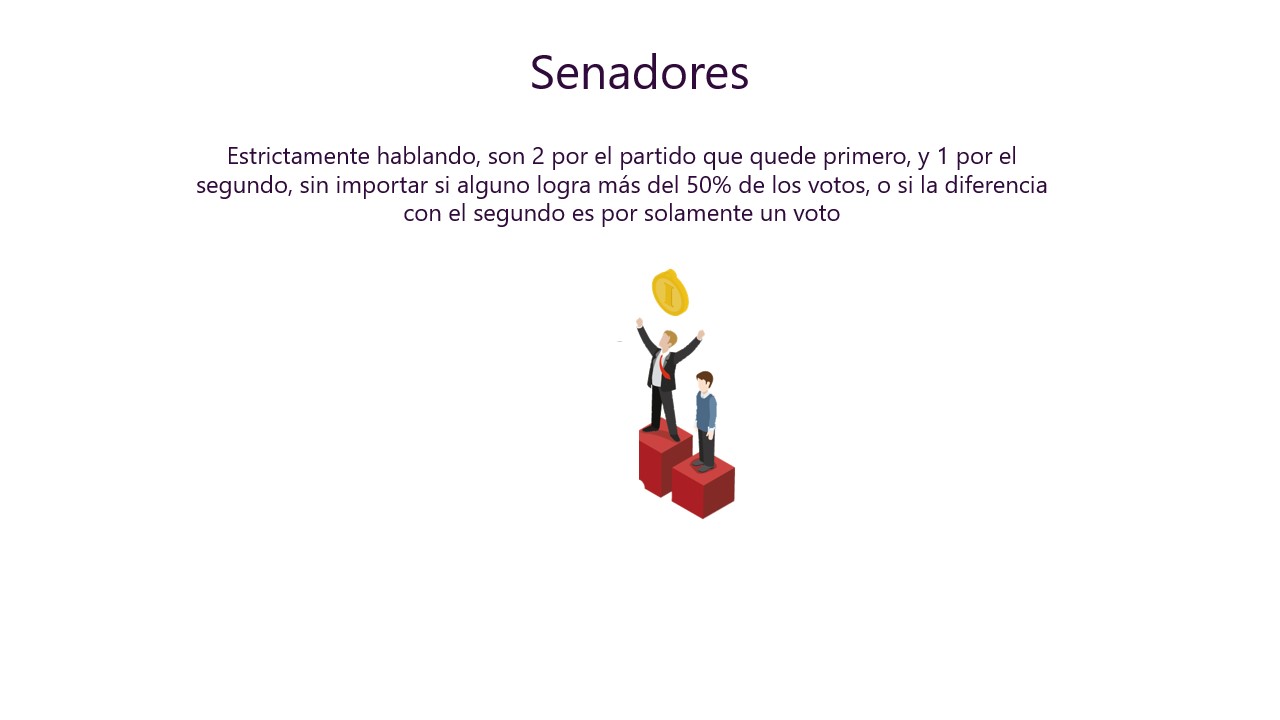 Senadores
Estrictamente hablando, son 2 por el partido que quede primero, y 1 por el
segundo, sin importar si alguno logra más del 50% de los votos, o si la diferencia
con el segundo es por solamente un voto